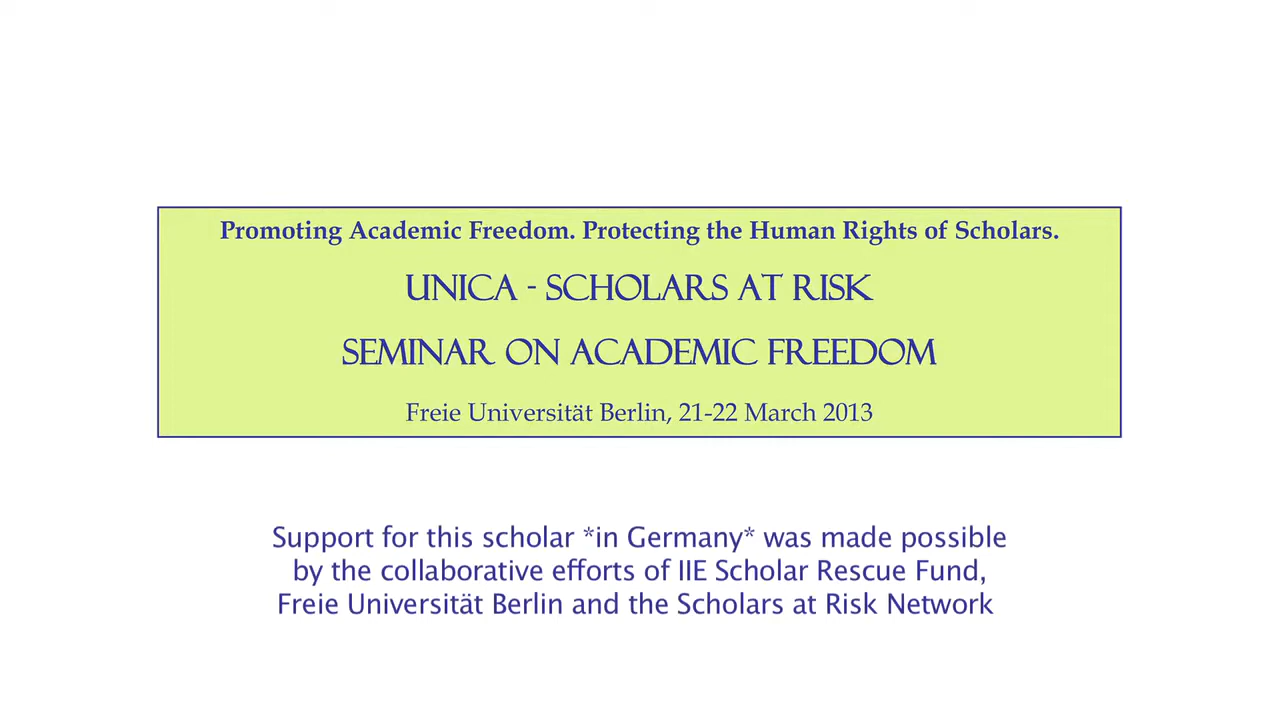 Promoting Academic Freedom. Protecting the Human Rights of Scholars.
UNICA - SCHOLARS AT RISK
SEMINAR ON ACADEMIC FREEDOM
Freie Universität Berlin, 21-22 March 2013
Support for this scholar *in Germany* was made possible
by the collaborative efforts of IIE Scholar Rescue Fund,
Freie Universität Berlin and the Scholars at Risk Network